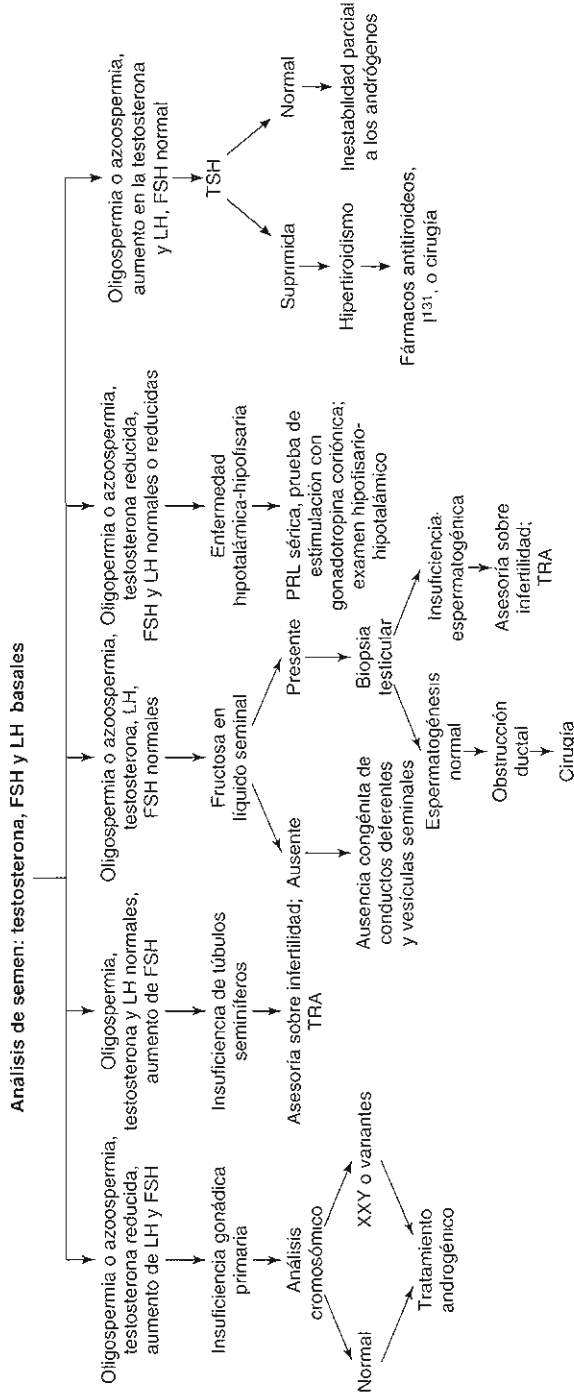 Análisis de semen: testosterona, FSH y LH basales
Oligospermia o azoospermia,
testosterona reducida,
aumento de LH y FSH
Insuficiencia gonádica
primaria
Análisis
cromosómico
Normal
XXY o variantes
Tratamiento
androgénico
Oligospermia,
testosterona y LH normales,
aumento de FSH
Insuficiencia de túbulos
seminíferos
Asesoría sobre infertilidad;
TRA
Oligospermia o azoospermia,
testosterona, LH,
FSH normales
Fructosa en
líquido seminal
Ausente
Presente
Ausencia congénita de
conductos deferentes
y vesículas seminales
Biopsia
testicular
Espermatogénesis
normal
Obstrucción
ductal
Cirugía
Insuficiencia
espermatogénica
Asesoría sobre
infertilidad;
TRA
Oligopermia o azoospermia,
testosterona reducida,
FSH y LH normales o reducidas
Enfermedad
hipotalámica-hipofisaria
PRL sérica, prueba de
estimulación con
gonadotropina coriónica;
examen hipofisario-
hipotalámico
Oligospermia o azoospermia,
aumento en la testosterona
y LH, FSH normal
TSH
Suprimida
Normal
Hipertiroidismo
Inestabilidad parcial
a los andrógenos
Fármacos antitiroideos,
I131, o cirugía